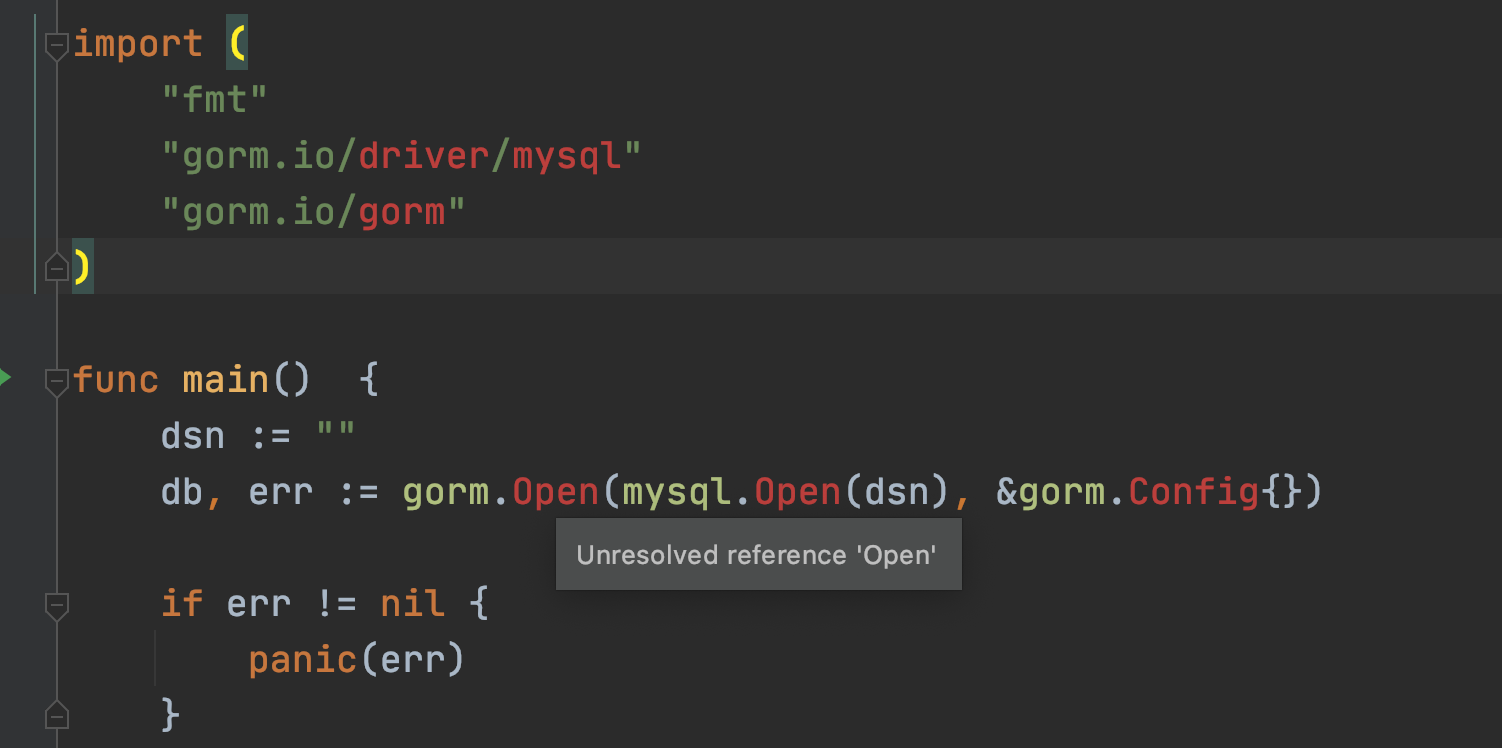 import (
    "fmt"
    "gorm.io/driver/mysql"
    "gorm.io/gorm"
)
func main()  {
    dsn := ""
    db, err := gorm.Open(mysql.Open(dsn), &gorm.Config{})
Unresolved reference 'Open'
    if err != nil {
        panic(err)
    }